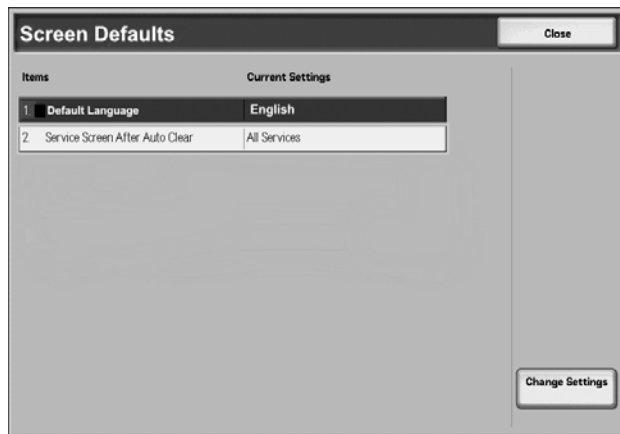 Screen Defaults
Close
Items Current Settings
1. Default Language English
2. Service Screen After Auto Clear All Services
Change Settings